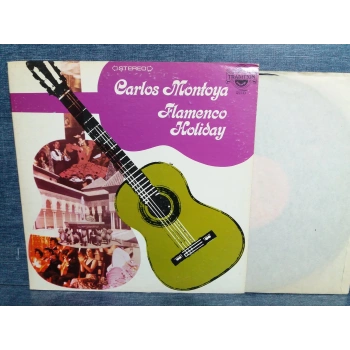 STEREO
Carlos Montoya
Flamenco
Holiday
TRADITION